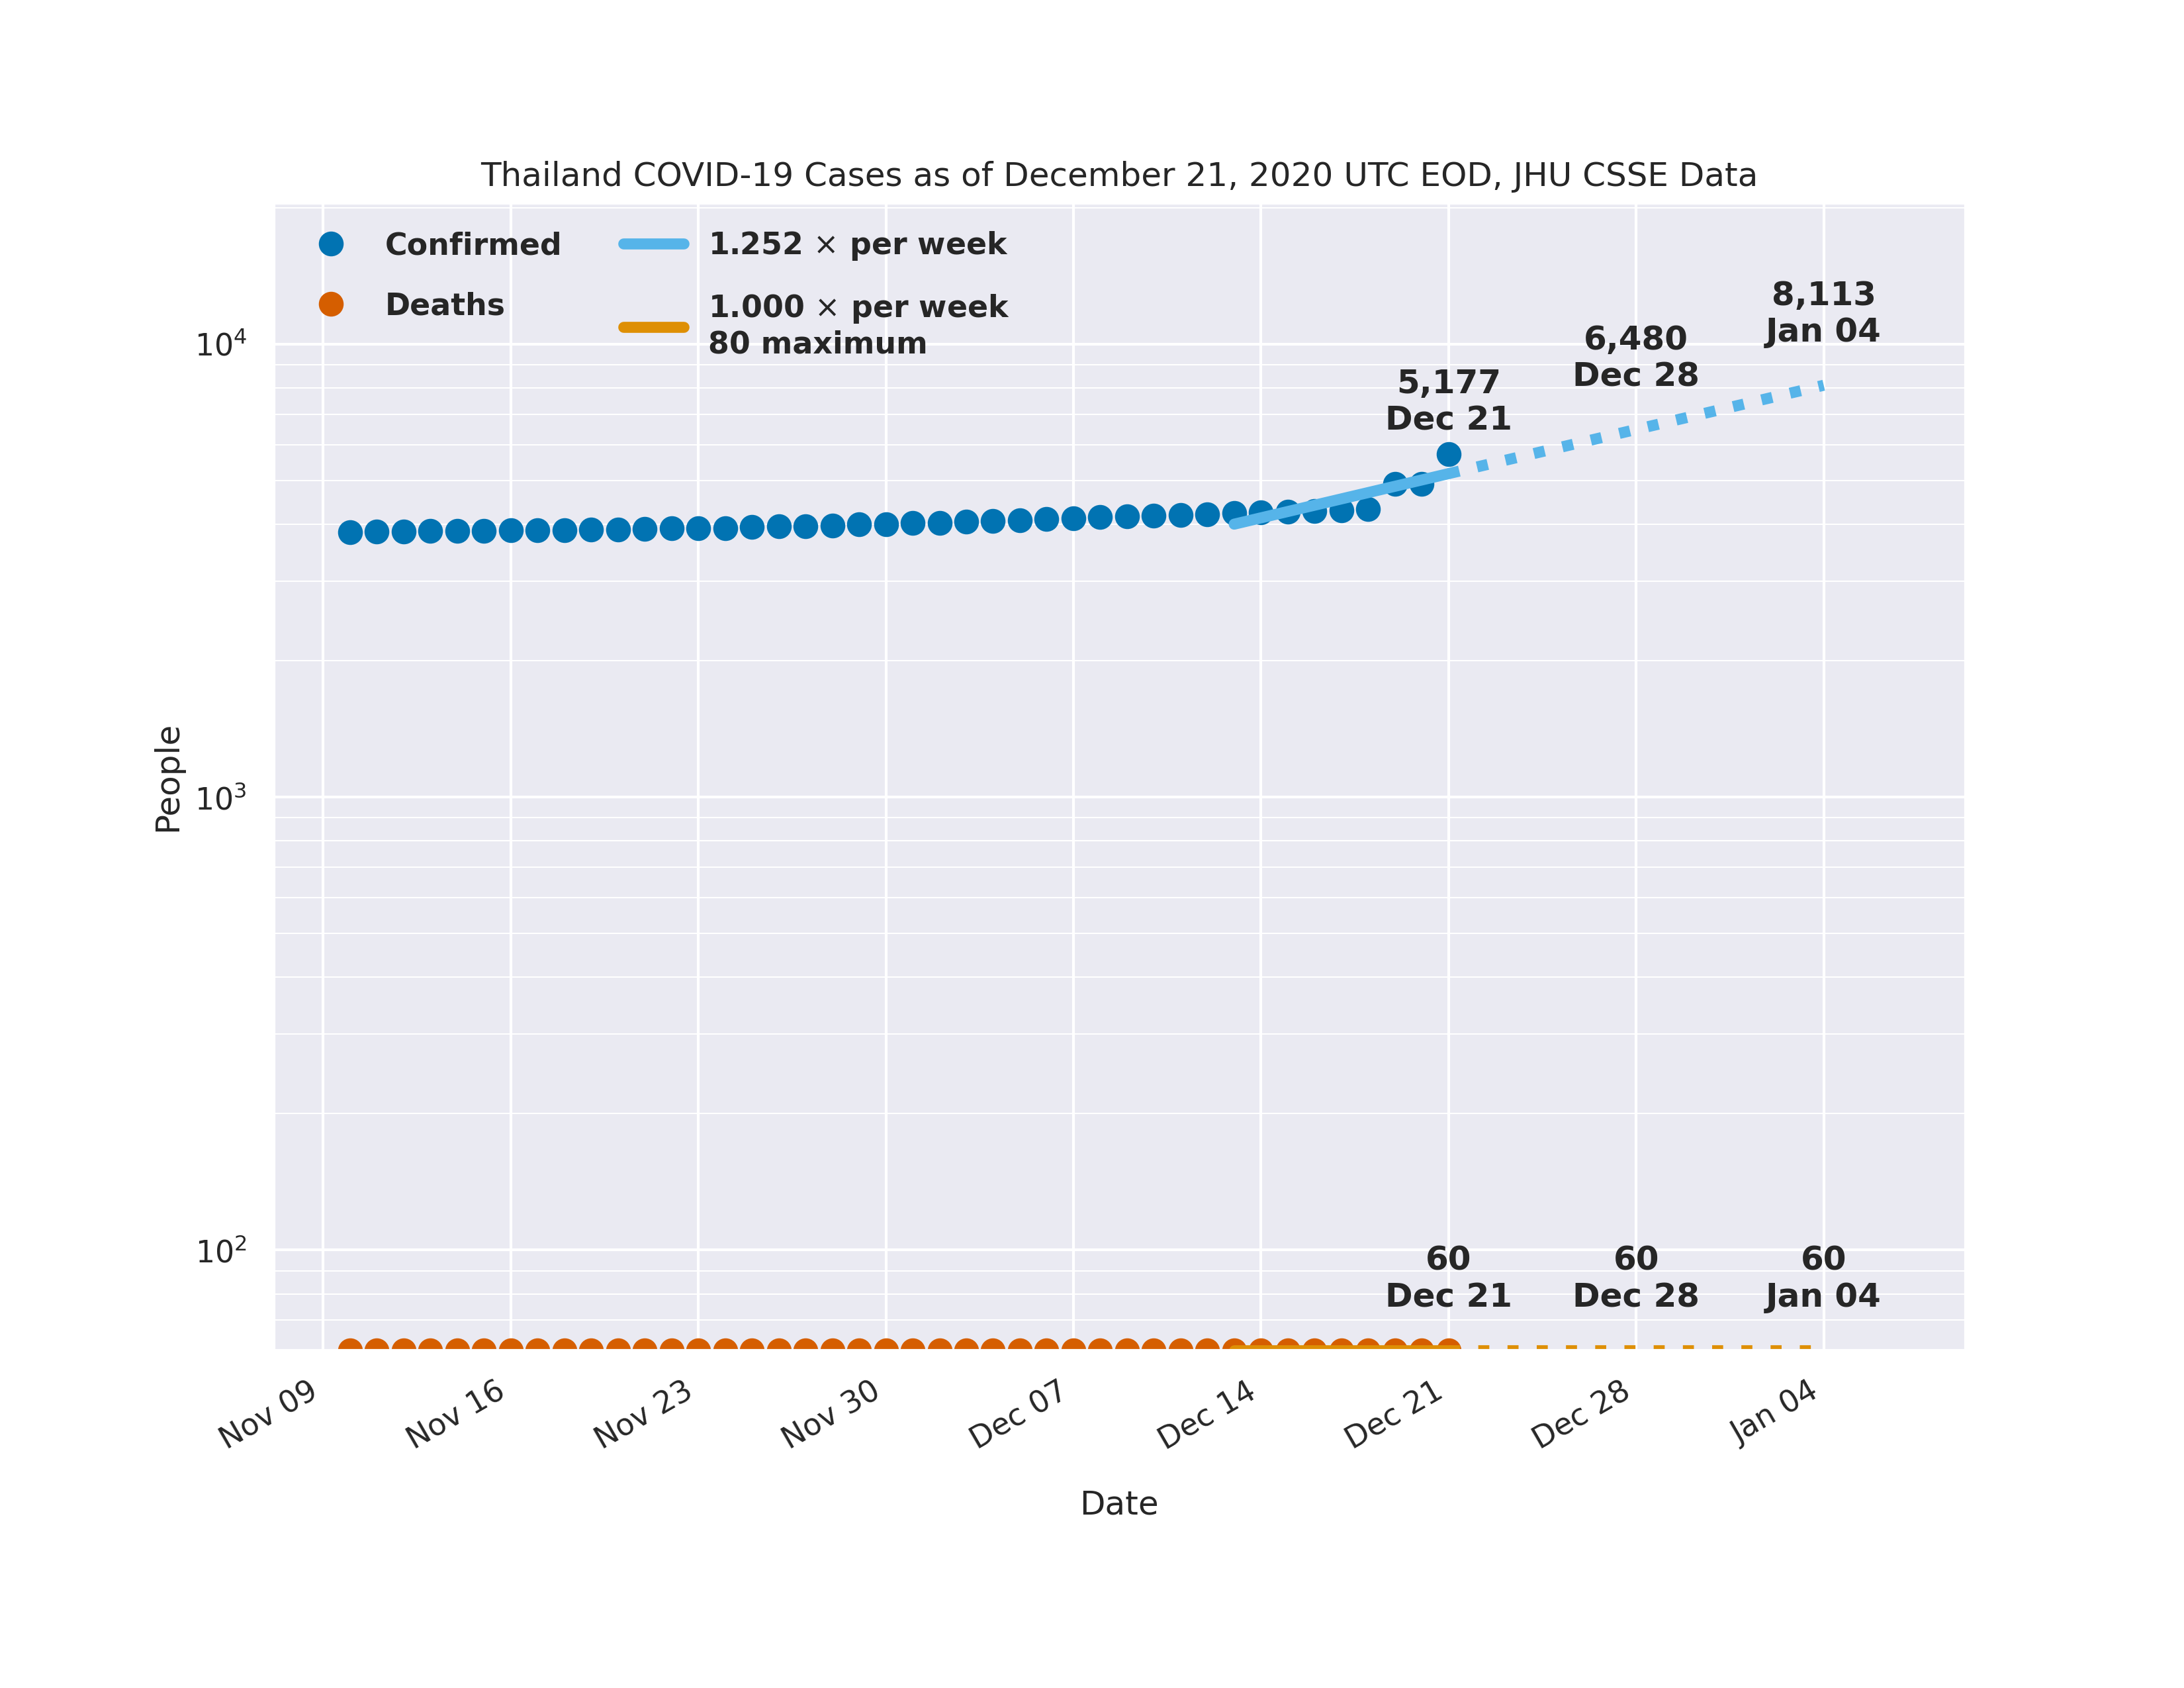 Thailand COVID-19 Cases as of December 21, 2020 UTC EOD, JHU CSSE Data
Confirmed
Deaths
1.252 × per week
1.000 × per week
80 maximum
8,113
Jan 04
6,480
Dec 28
5,177
Dec 21
10⁴
10³
10²
People
60
Dec 21
60
Dec 28
60
Jan 04
Nov 09
Nov 16
Nov 23
Nov 30
Dec 07
Dec 14
Dec 21
Dec 28
Jan 04
Date